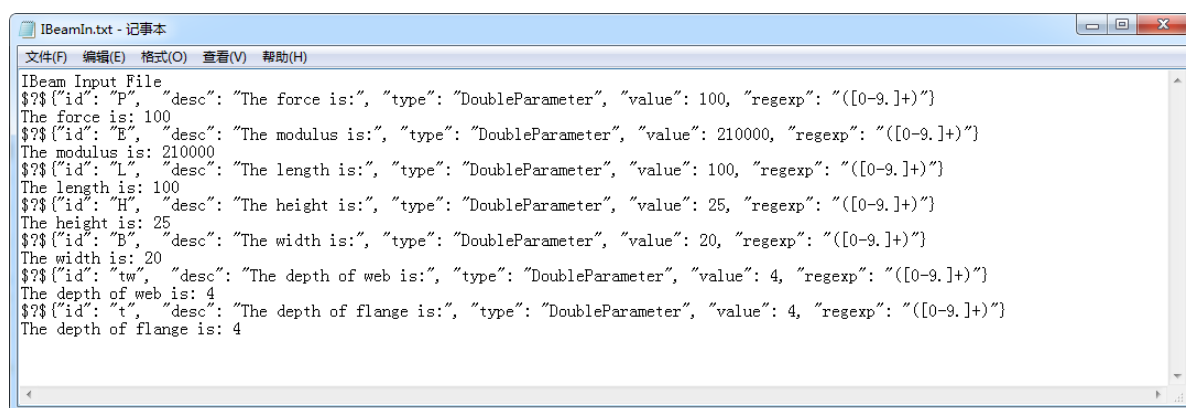 IBeamIn.txt - 记事本
文件(F) 编辑(E) 格式(O) 查看(V) 帮助(H)
IBeam Input File
$?${"id": "P", "desc": "The force is:", "type": "DoubleParameter", "value": 100, "regexp": "([0-9.]+)"}
The force is: 100
$?${"id": "E", "desc": "The modulus is:", "type": "DoubleParameter", "value": 210000, "regexp": "([0-9.]+)"}
The modulus is: 210000
$?${"id": "L", "desc": "The length is:", "type": "DoubleParameter", "value": 100, "regexp": "([0-9.]+)"}
The length is: 100
$?${"id": "H", "desc": "The height is:", "type": "DoubleParameter", "value": 25, "regexp": "([0-9.]+)"}
The height is: 25
$?${"id": "B", "desc": "The width is:", "type": "DoubleParameter", "value": 20, "regexp": "([0-9.]+)"}
The width is: 20
$?${"id": "tw", "desc": "The depth of web is:", "type": "DoubleParameter", "value": 4, "regexp": "([0-9.]+)"}
The depth of web is: 4
$?${"id": "t", "desc": "The depth of flange is:", "type": "DoubleParameter", "value": 4, "regexp": "([0-9.]+)"}
The depth of flange is: 4